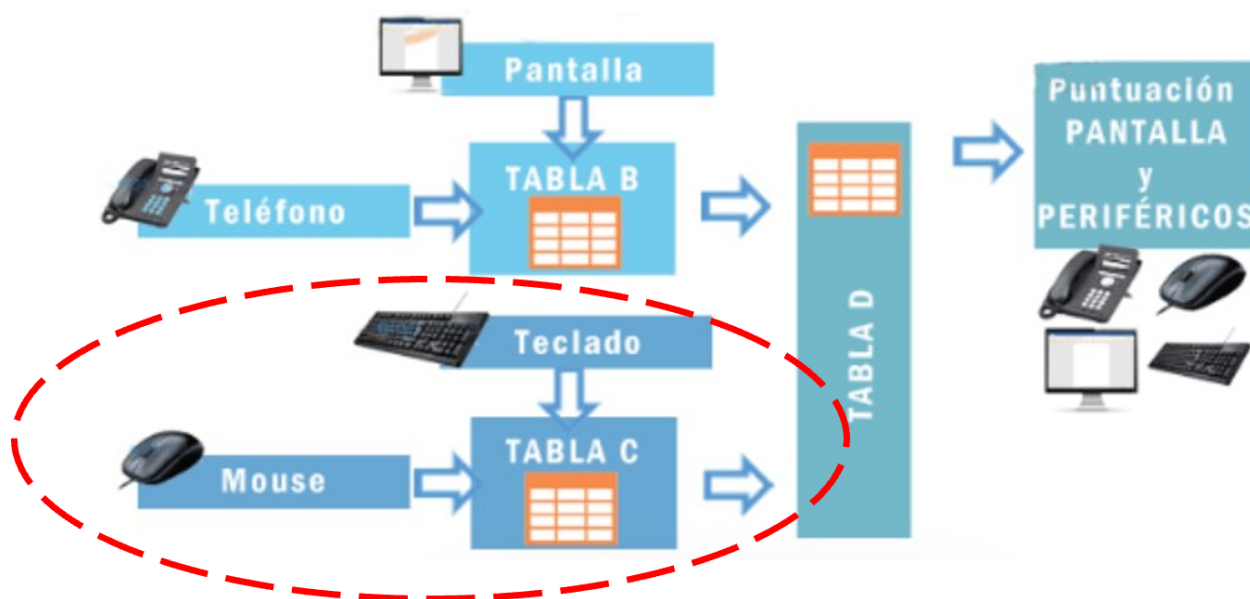 Pantalla
TABLA B
Teléfono
Teclado
TABLA C
Mouse
TABLA D
Puntuación
PANTALLA
y
PERIFÉRICOS